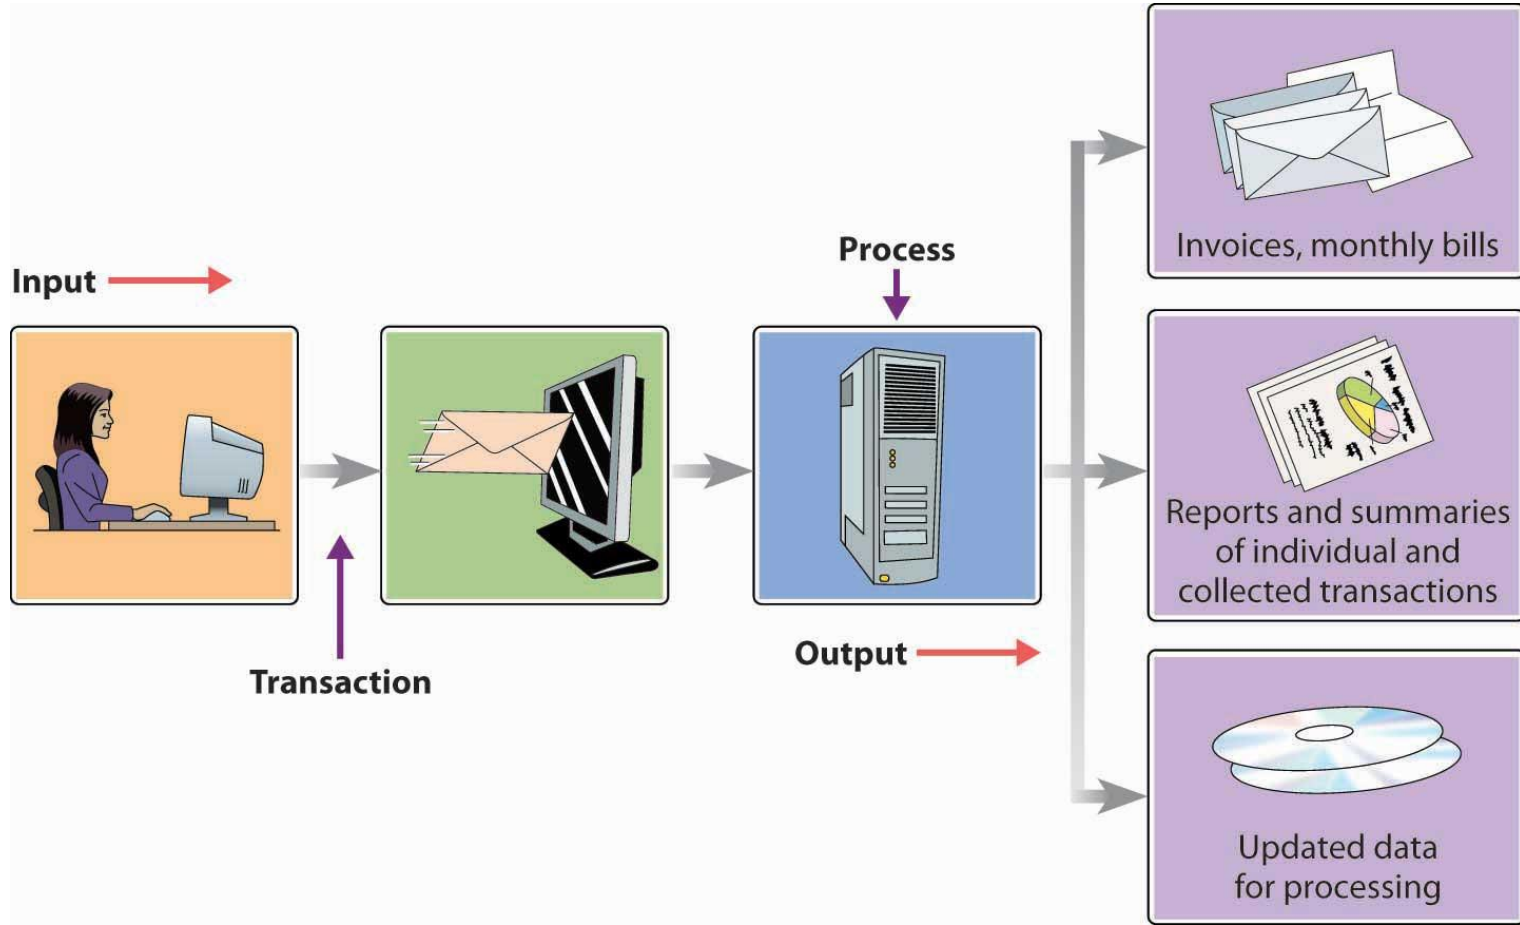 Input
Transaction
Process
Output
Invoices, monthly bills
Reports and summaries
of individual and
collected transactions
Updated data
for processing